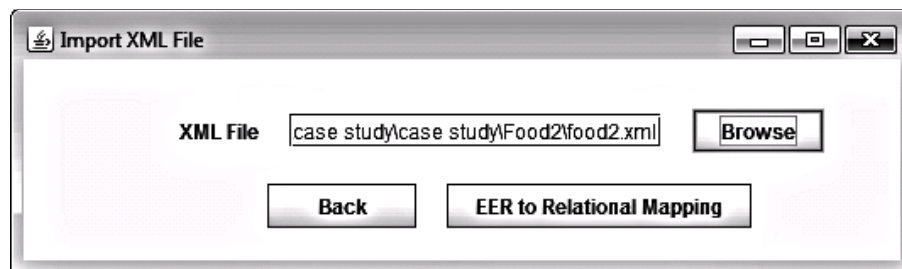 Import XML File
XML File case study\case study\Food2\food2.xml Browse
Back EER to Relational Mapping